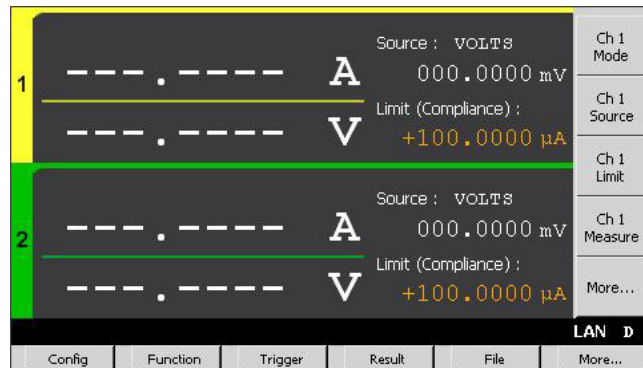 1
---.---- A
---.---- V
Source : VOLTS
000.0000 mV
Limit (Compliance) :
+100.0000 µA
2
---.---- A
---.---- V
Source : VOLTS
000.0000 mV
Limit (Compliance) :
+100.0000 µA
Ch 1
Mode
Ch 1
Source
Ch 1
Limit
Ch 1
Measure
More...
LAN D
Config Function Trigger Result File More...